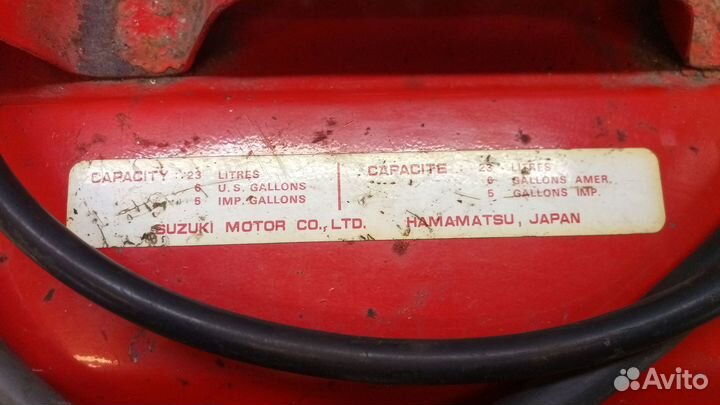 CAPACITY 23 LITRES
6 U.S. GALLONS
5 IMP. GALLONS
CAPACITE 23 LITRES
6 GALLONS AMER.
5 GALLONS IMP.
SUZUKI MOTOR CO., LTD. HAMAMATSU, JAPAN
Avito